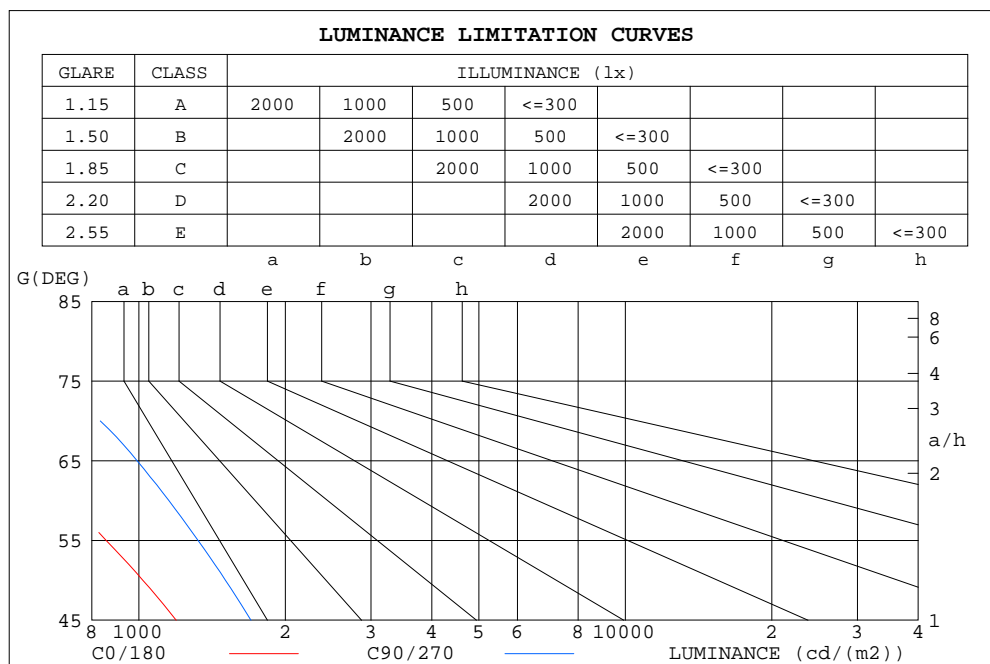 LUMINANCE LIMITATION CURVES
GLARE CLASS ILLUMINANCE (lx)
1.15 A 2000 1000 500 <=300
1.50 B 2000 1000 500 <=300
1.85 C 2000 1000 500 <=300
2.20 D 2000 1000 500 <=300
2.55 E 2000 1000 500 <=300
a b c d e f g h
G(DEG)
a b c d e f g h
85
75
65
55
45
8
6
4
3
a/h
2
1
8 1000 2 3 4 5 6 8 10000 2 3 4
C0/180 C90/270 LUMINANCE (cd/(m2))